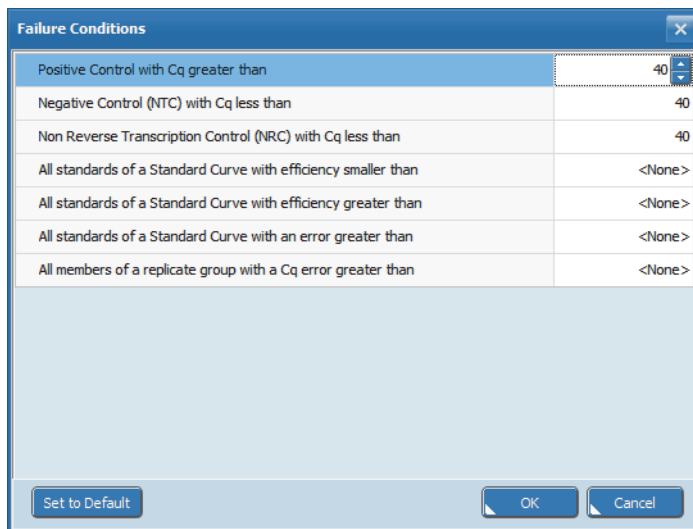 Failure Conditions
Positive Control with Cq greater than 40
Negative Control (NTC) with Cq less than 40
Non Reverse Transcription Control (NRC) with Cq less than 40
All standards of a Standard Curve with efficiency smaller than <None>
All standards of a Standard Curve with efficiency greater than <None>
All standards of a Standard Curve with an error greater than <None>
All members of a replicate group with a Cq error greater than <None>
Set to Default OK Cancel